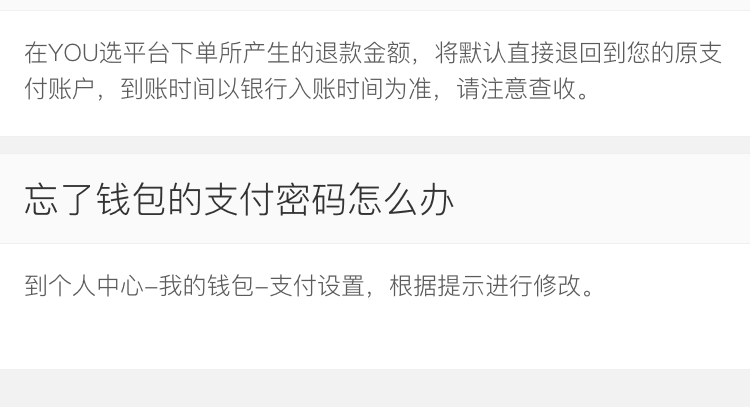 在YOU选平台下单所产生的退款金额，将默认直接退回到您的原支
付账户，到账时间以银行入账时间为准，请注意查收。
忘了钱包的支付密码怎么办
到个人中心–我的钱包–支付设置，根据提示进行修改。